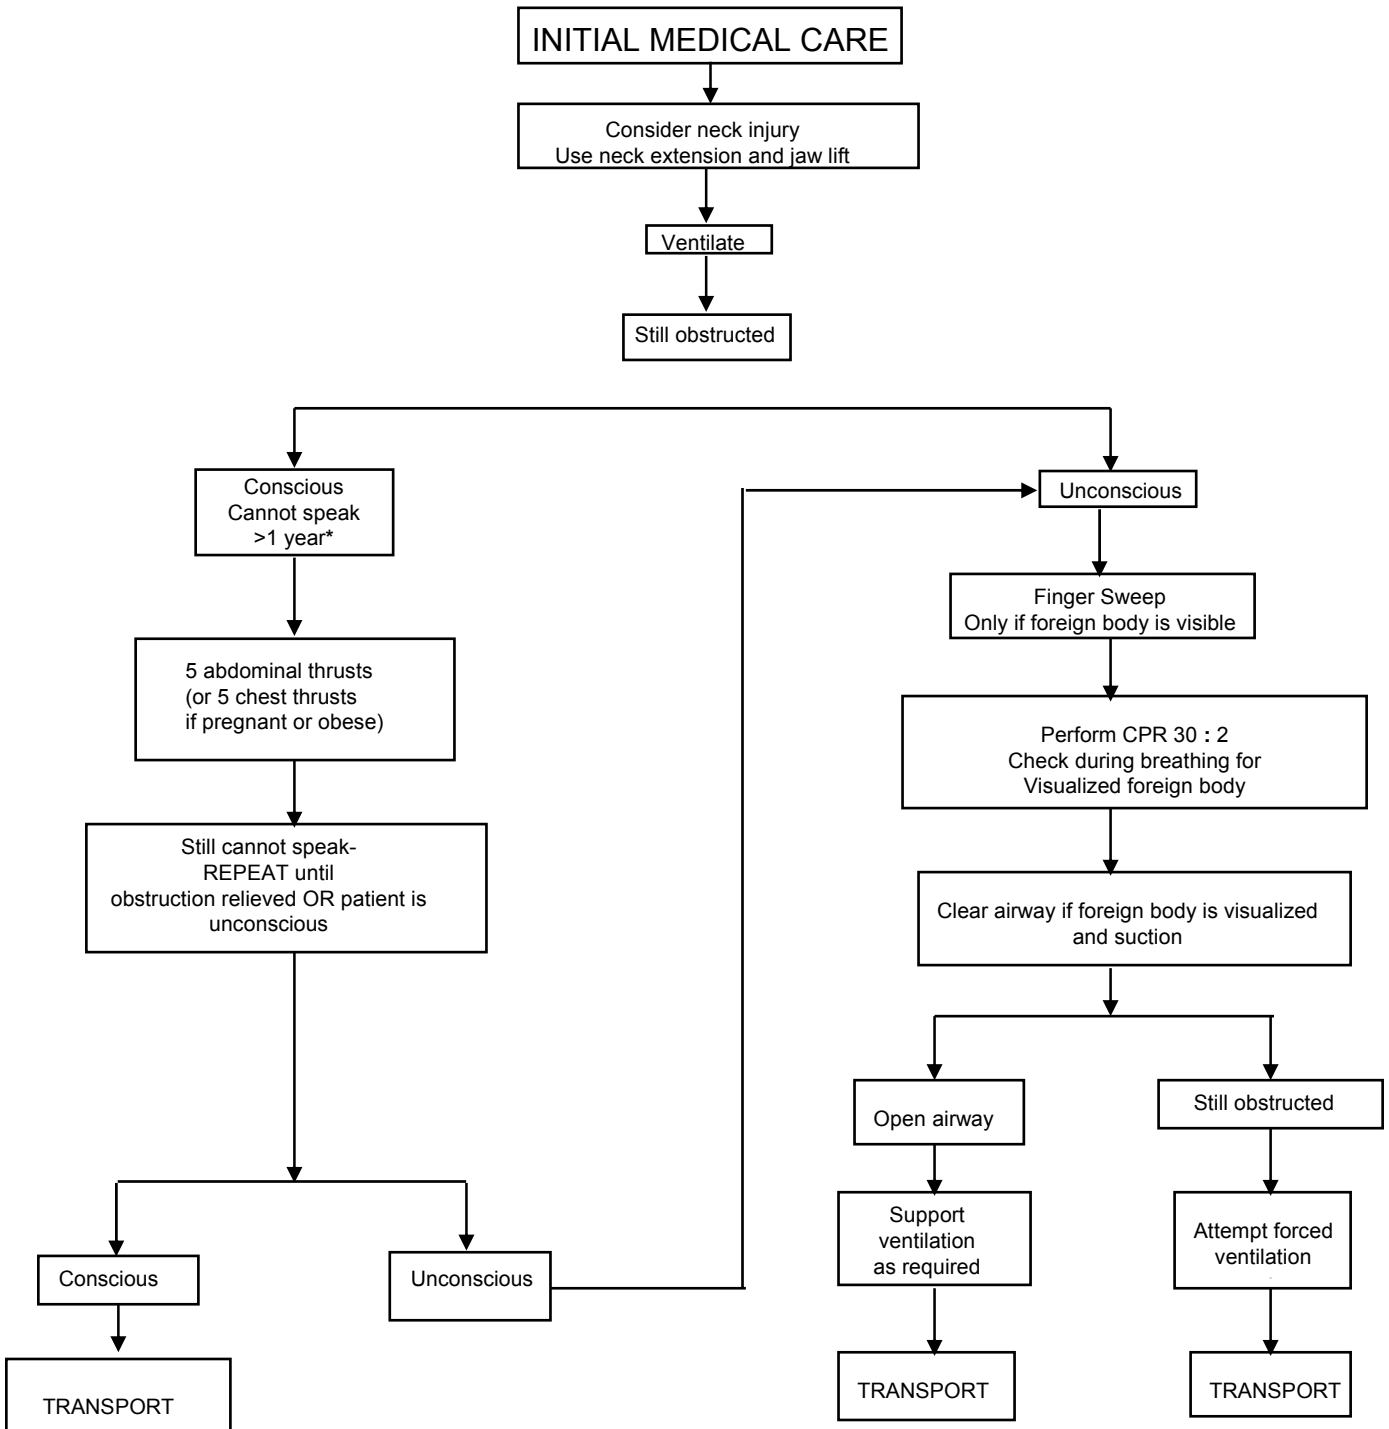 INITIAL MEDICAL CARE
Consider neck injury
Use neck extension and jaw lift
Ventilate
Still obstructed
Conscious
Cannot speak
>1 year*
5 abdominal thrusts
(or 5 chest thrusts
if pregnant or obese)
Still cannot speak-
REPEAT until
obstruction relieved OR patient is
unconscious
Conscious
TRANSPORT
Unconscious
Unconscious
Finger Sweep
Only if foreign body is visible
Perform CPR 30 : 2
Check during breathing for
Visualized foreign body
Clear airway if foreign body is visualized
and suction
Open airway
Support
ventilation
as required
TRANSPORT
Still obstructed
Attempt forced
ventilation
TRANSPORT